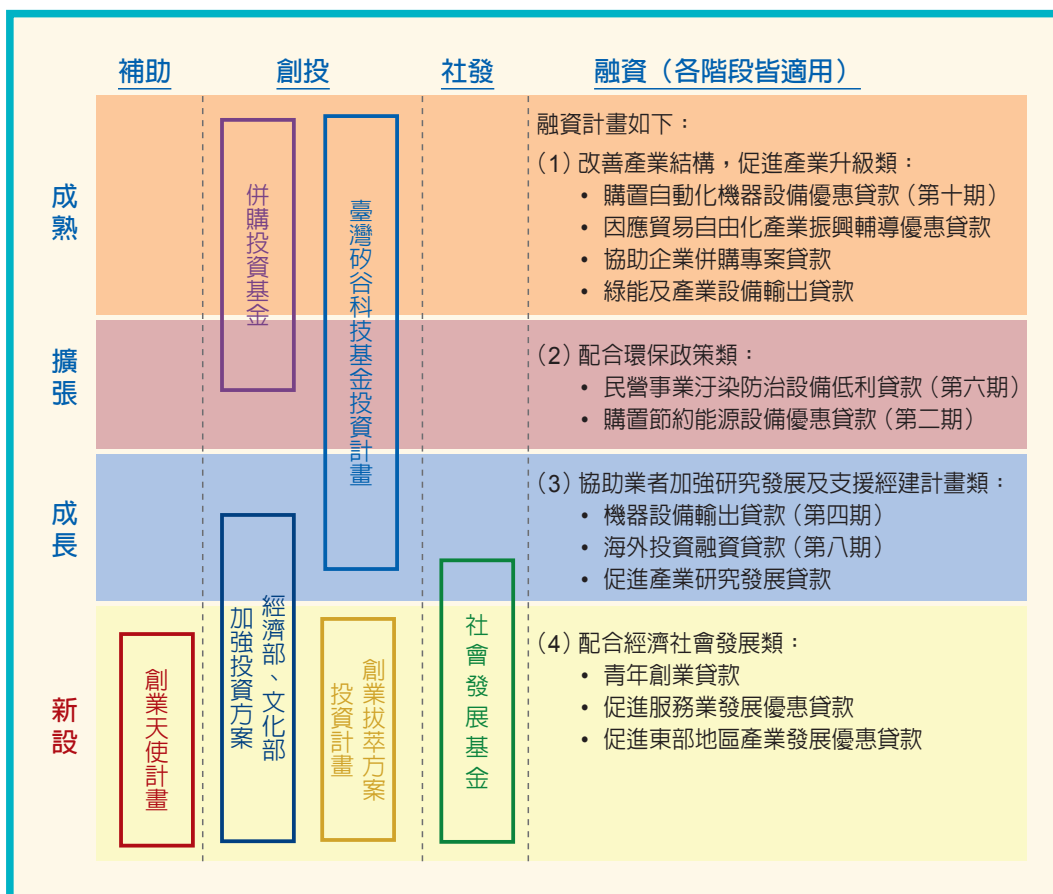 補助
創投
社發
融資（各階段皆適用）
成熟
擴張
成長
新設
併購投資基金
臺灣矽谷科技基金投資計畫
經濟部、文化部
加強投資方案
創業拔萃方案
投資計畫
創業天使計畫
社會發展基金
融資計畫如下：
(1) 改善產業結構，促進產業升級類：
• 購置自動化機器設備優惠貸款（第十期）
• 因應貿易自由化產業振興輔導優惠貸款
• 協助企業併購專案貸款
• 綠能及產業設備輸出貸款
(2) 配合環保政策類：
• 民營事業汙染防治設備低利貸款（第六期）
• 購置節約能源設備優惠貸款（第二期）
(3) 協助業者加強研究發展及支援經建計畫類：
• 機器設備輸出貸款（第四期）
• 海外投資融資貸款（第八期）
• 促進產業研究發展貸款
(4) 配合經濟社會發展類：
• 青年創業貸款
• 促進服務業發展優惠貸款
• 促進東部地區產業發展優惠貸款